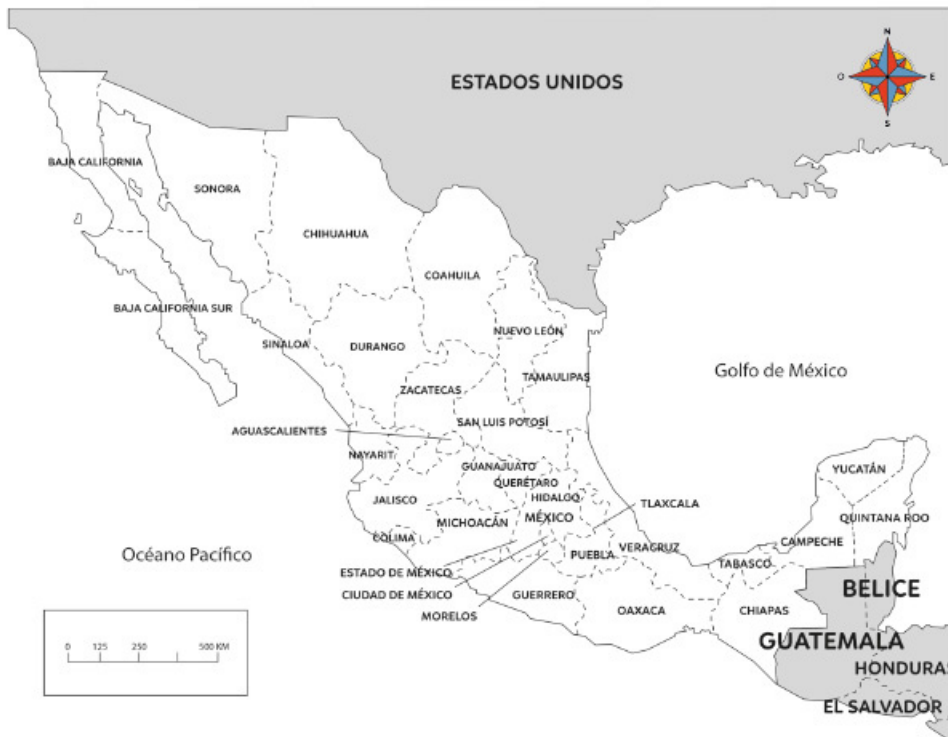 N
ESTADOS UNIDOS
O
E
S
BAJA CALIFORNIA
SONORA
CHIHUAHUA
COAHUILA
BAJA CALIFORNIA SUR
NUEVO LEÓN
SINALOA
DURANGO
Golfo de México
TAMAULIPAS
ZACATECAS
SAN LUIS POTOSÍ
AGUASCALIENTES
NAYARIT
GUANAJUATO
YUCATÁN
QUERÉTARO
HIDALGO
JALISCO
TLAXCALA
MÉXICO
QUINTANA ROO
MICHOACÁN
COLIMA
CAMPECHE
VERACRUZ
Océano Pacífico
PUEBLA
TABASCO
ESTADO DE MÉXICO
BELICE
CIUDAD DE MÉXICO
GUERRERO
OAXACA
CHIAPAS
MORELOS
GUATEMALA
0 125 250 500 KM
HONDURAS
EL SALVADOR